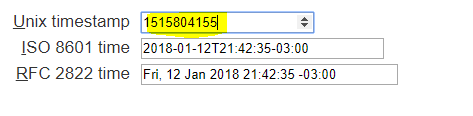 Unix timestamp 1515804155
ISO 8601 time 2018-01-12T21:42:35-03:00
RFC 2822 time Fri, 12 Jan 2018 21:42:35 -03:00